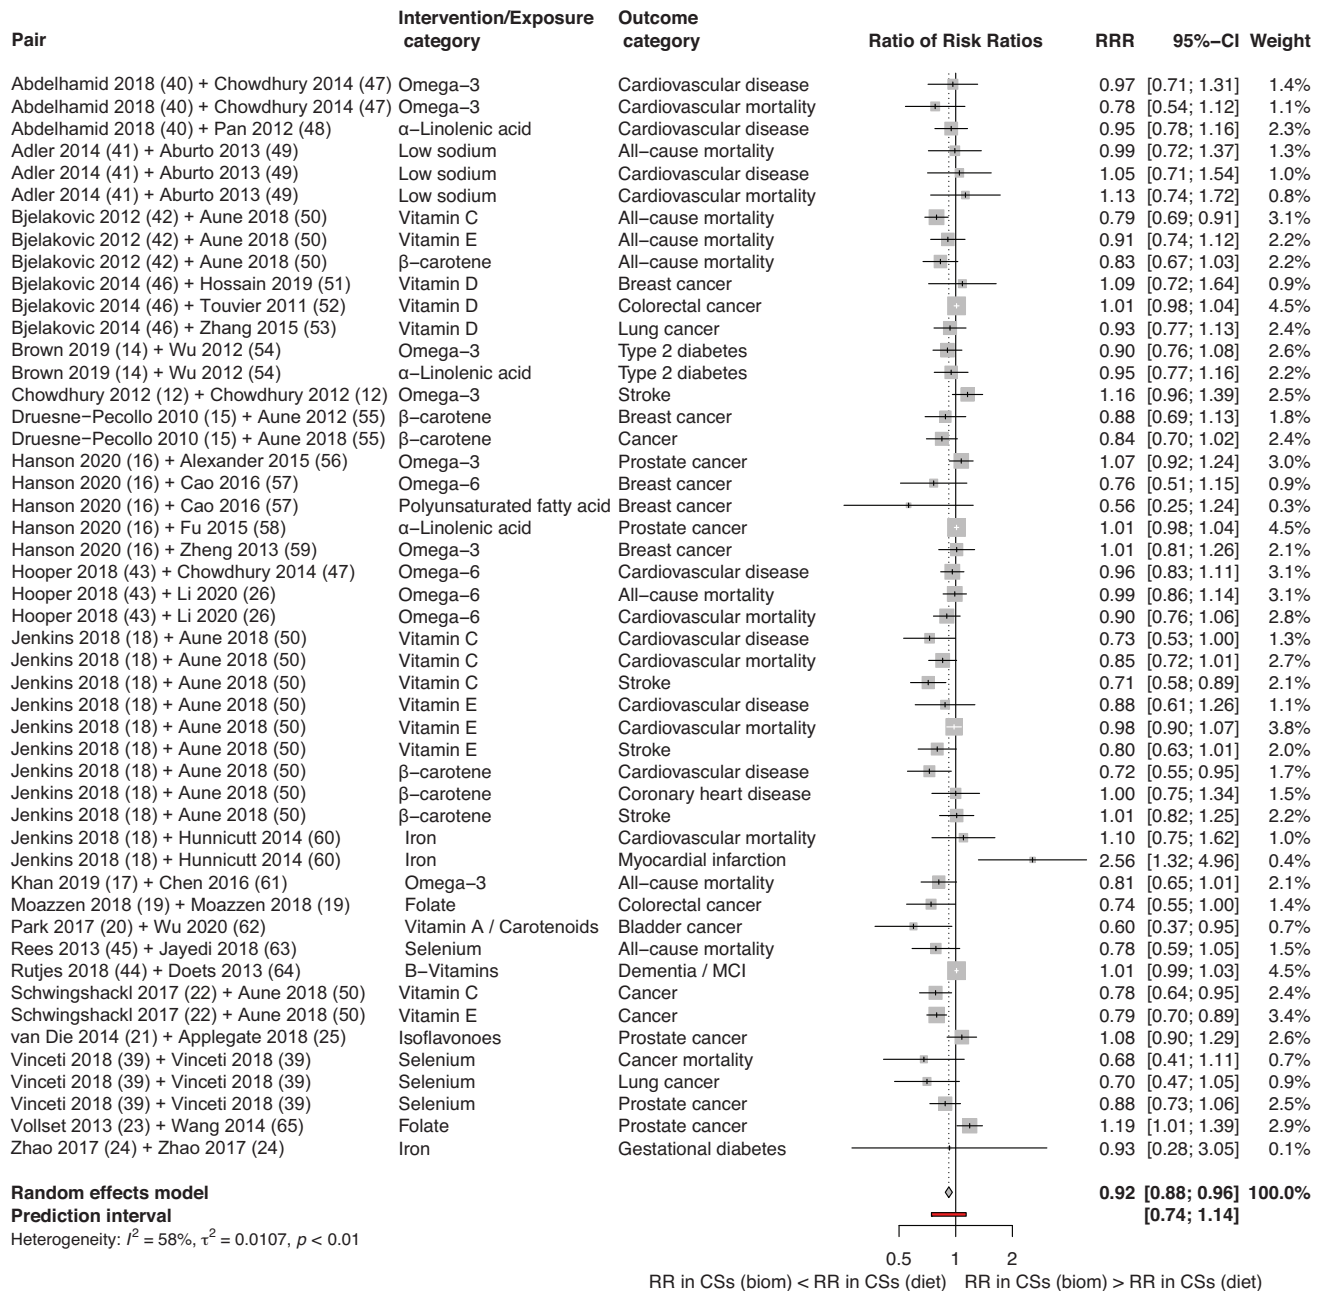 Pair Intervention/Exposure category Outcome category Ratio of Risk Ratios RRR 95%−CI Weight
Abdelhamid 2018 (40) + Chowdhury 2014 (47) Omega−3 Cardiovascular disease 0.97 [0.71; 1.31] 1.4%
Abdelhamid 2018 (40) + Chowdhury 2014 (47) Omega−3 Cardiovascular mortality 0.78 [0.54; 1.12] 1.1%
Abdelhamid 2018 (40) + Pan 2012 (48) α−Linolenic acid Cardiovascular disease 0.95 [0.78; 1.16] 2.3%
Adler 2014 (41) + Aburto 2013 (49) Low sodium All−cause mortality 0.99 [0.72; 1.37] 1.3%
Adler 2014 (41) + Aburto 2013 (49) Low sodium Cardiovascular disease 1.05 [0.71; 1.54] 1.0%
Adler 2014 (41) + Aburto 2013 (49) Low sodium Cardiovascular mortality 1.13 [0.74; 1.72] 0.8%
Bjelakovic 2012 (42) + Aune 2018 (50) Vitamin C All−cause mortality 0.79 [0.69; 0.91] 3.1%
Bjelakovic 2012 (42) + Aune 2018 (50) Vitamin E All−cause mortality 0.91 [0.74; 1.12] 2.2%
Bjelakovic 2012 (42) + Aune 2018 (50) β−carotene All−cause mortality 0.83 [0.67; 1.03] 2.2%
Bjelakovic 2014 (46) + Hossain 2019 (51) Vitamin D Breast cancer 1.09 [0.72; 1.64] 0.9%
Bjelakovic 2014 (46) + Touvier 2011 (52) Vitamin D Colorectal cancer 1.01 [0.98; 1.04] 4.5%
Bjelakovic 2014 (46) + Zhang 2015 (53) Vitamin D Lung cancer 0.93 [0.77; 1.13] 2.4%
Brown 2019 (14) + Wu 2012 (54) Omega−3 Type 2 diabetes 0.90 [0.76; 1.08] 2.6%
Brown 2019 (14) + Wu 2012 (54) α−Linolenic acid Type 2 diabetes 0.95 [0.77; 1.16] 2.2%
Chowdhury 2012 (12) + Chowdhury 2012 (12) Omega−3 Stroke 1.16 [0.96; 1.39] 2.5%
Druesne−Pecollo 2010 (15) + Aune 2012 (55) β−carotene Breast cancer 0.88 [0.69; 1.13] 1.8%
Druesne−Pecollo 2010 (15) + Aune 2018 (55) β−carotene Cancer 0.84 [0.70; 1.02] 2.4%
Hanson 2020 (16) + Alexander 2015 (56) Omega−3 Prostate cancer 1.07 [0.92; 1.24] 3.0%
Hanson 2020 (16) + Cao 2016 (57) Omega−6 Breast cancer 0.76 [0.51; 1.15] 0.9%
Hanson 2020 (16) + Cao 2016 (57) Polyunsaturated fatty acid Breast cancer 0.56 [0.25; 1.24] 0.3%
Hanson 2020 (16) + Fu 2015 (58) α−Linolenic acid Prostate cancer 1.01 [0.98; 1.04] 4.5%
Hanson 2020 (16) + Zheng 2013 (59) Omega−3 Breast cancer 1.01 [0.81; 1.26] 2.1%
Hooper 2018 (43) + Chowdhury 2014 (47) Omega−6 Cardiovascular disease 0.96 [0.83; 1.11] 3.1%
Hooper 2018 (43) + Li 2020 (26) Omega−6 All−cause mortality 0.99 [0.86; 1.14] 3.1%
Hooper 2018 (43) + Li 2020 (26) Omega−6 Cardiovascular mortality 0.90 [0.76; 1.06] 2.8%
Jenkins 2018 (18) + Aune 2018 (50) Vitamin C Cardiovascular disease 0.73 [0.53; 1.00] 1.3%
Jenkins 2018 (18) + Aune 2018 (50) Vitamin C Cardiovascular mortality 0.85 [0.72; 1.01] 2.7%
Jenkins 2018 (18) + Aune 2018 (50) Vitamin C Stroke 0.71 [0.58; 0.89] 2.1%
Jenkins 2018 (18) + Aune 2018 (50) Vitamin E Cardiovascular disease 0.88 [0.61; 1.26] 1.1%
Jenkins 2018 (18) + Aune 2018 (50) Vitamin E Cardiovascular mortality 0.98 [0.90; 1.07] 3.8%
Jenkins 2018 (18) + Aune 2018 (50) Vitamin E Stroke 0.80 [0.63; 1.01] 2.0%
Jenkins 2018 (18) + Aune 2018 (50) β−carotene Cardiovascular disease 0.72 [0.55; 0.95] 1.7%
Jenkins 2018 (18) + Aune 2018 (50) β−carotene Coronary heart disease 1.00 [0.75; 1.34] 1.5%
Jenkins 2018 (18) + Aune 2018 (50) β−carotene Stroke 1.01 [0.82; 1.25] 2.2%
Jenkins 2018 (18) + Hunnicutt 2014 (60) Iron Cardiovascular mortality 1.10 [0.75; 1.62] 1.0%
Jenkins 2018 (18) + Hunnicutt 2014 (60) Iron Myocardial infarction 2.56 [1.32; 4.96] 0.4%
Khan 2019 (17) + Chen 2016 (61) Omega−3 All−cause mortality 0.81 [0.65; 1.01] 2.1%
Moazzen 2018 (19) + Moazzen 2018 (19) Folate Colorectal cancer 0.74 [0.55; 1.00] 1.4%
Park 2017 (20) + Wu 2020 (62) Vitamin A / Carotenoids Bladder cancer 0.60 [0.37; 0.95] 0.7%
Rees 2013 (45) + Jayedi 2018 (63) Selenium All−cause mortality 0.78 [0.59; 1.05] 1.5%
Rutjes 2018 (44) + Doets 2013 (64) B−Vitamins Dementia / MCI 1.01 [0.99; 1.03] 4.5%
Schwingshackl 2017 (22) + Aune 2018 (50) Vitamin C Cancer 0.78 [0.64; 0.95] 2.4%
Schwingshackl 2017 (22) + Aune 2018 (50) Vitamin E Cancer 0.79 [0.70; 0.89] 3.4%
van Die 2014 (21) + Applegate 2018 (25) Isoflavonoes Prostate cancer 1.08 [0.90; 1.29] 2.6%
Vinceti 2018 (39) + Vinceti 2018 (39) Selenium Cancer mortality 0.68 [0.41; 1.11] 0.7%
Vinceti 2018 (39) + Vinceti 2018 (39) Selenium Lung cancer 0.70 [0.47; 1.05] 0.9%
Vinceti 2018 (39) + Vinceti 2018 (39) Selenium Prostate cancer 0.88 [0.73; 1.06] 2.5%
Vollset 2013 (23) + Wang 2014 (65) Folate Prostate cancer 1.19 [1.01; 1.39] 2.9%
Zhao 2017 (24) + Zhao 2017 (24) Iron Gestational diabetes 0.93 [0.28; 3.05] 0.1%
Random effects model 0.92 [0.88; 0.96] 100.0%
Prediction interval [0.74; 1.14]
Heterogeneity: I² = 58%, τ² = 0.0107, p < 0.01
0.5 1 2
RR in CSs (biom) < RR in CSs (diet) RR in CSs (biom) > RR in CSs (diet)